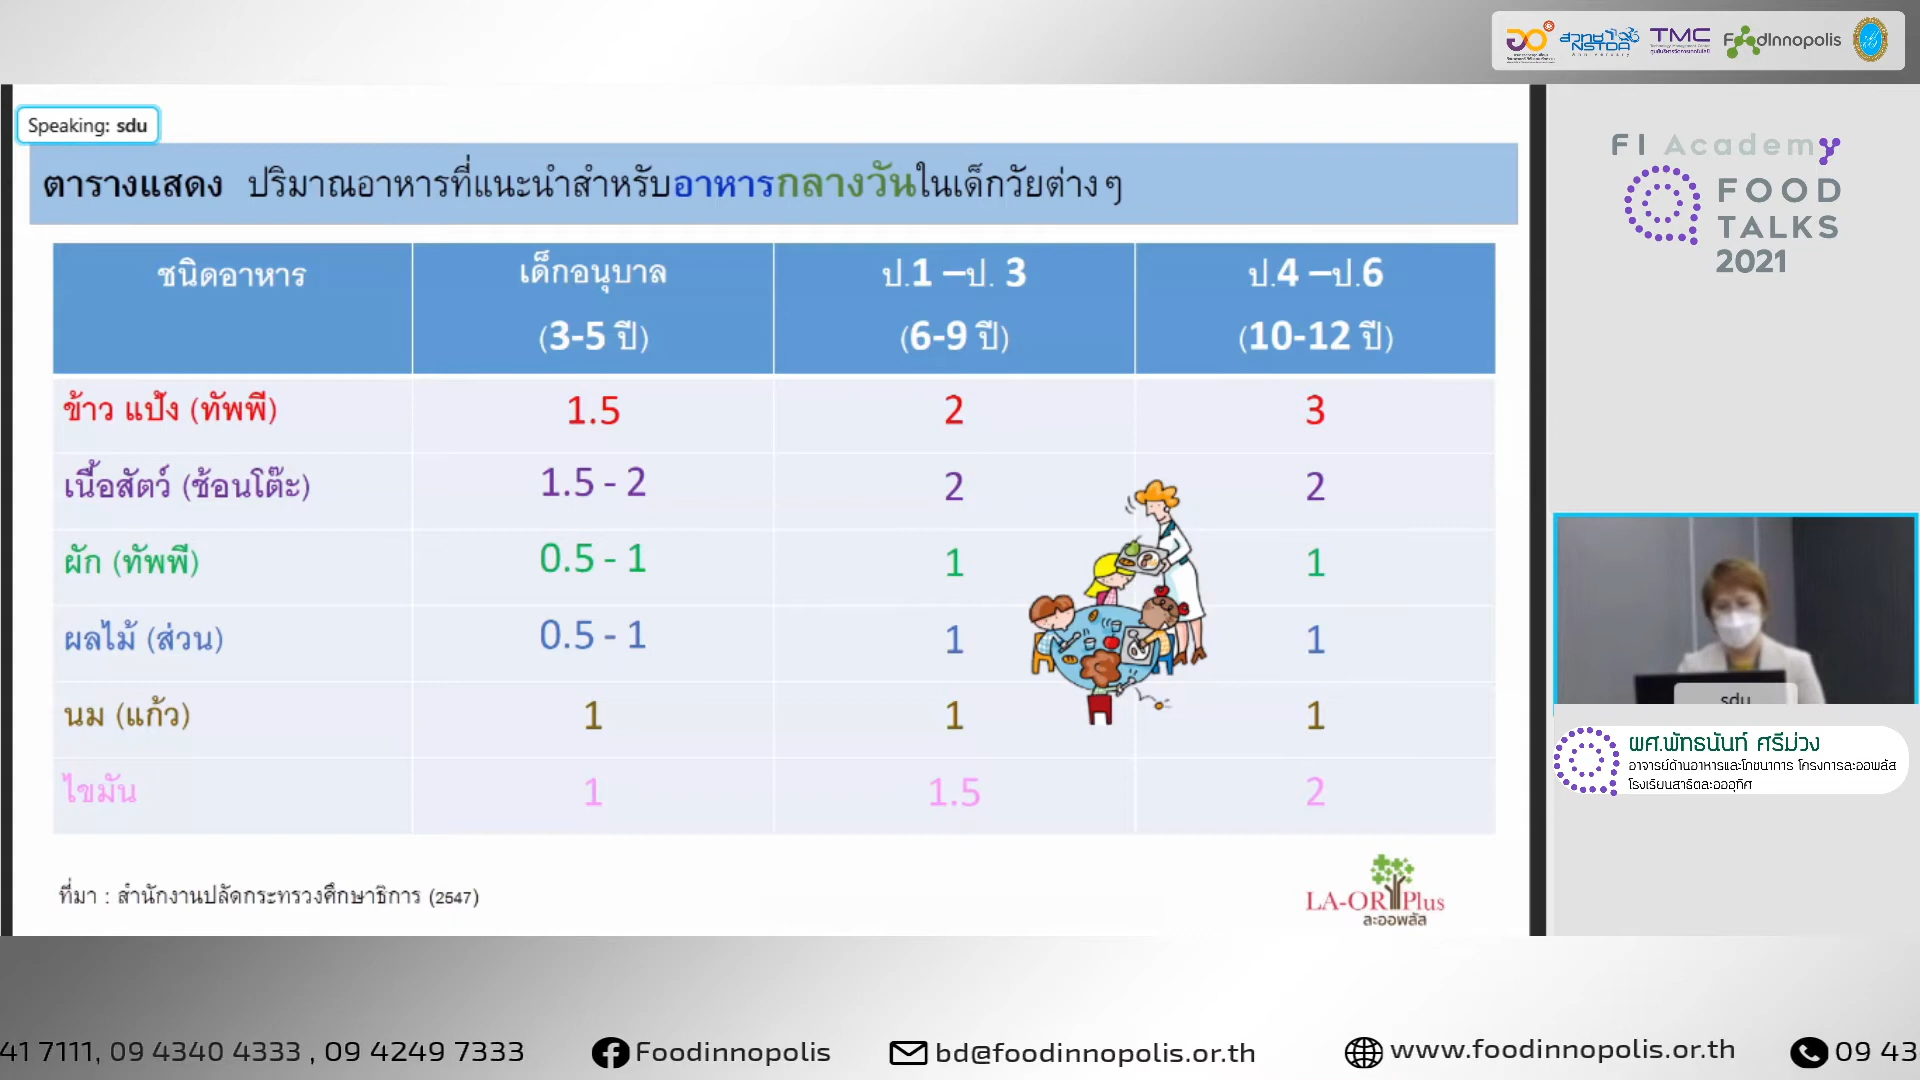 สวทช
NSTDA
TMC
FoodInnopolis
Speaking: sdu
FI Academy
FOOD
TALKS
2021
ตารางแสดง ปริมาณอาหารที่แนะนำสำหรับอาหารกลางวันในเด็กวัยต่าง ๆ
ชนิดอาหาร เด็กอนุบาล (3-5 ปี) ป.1 –ป. 3 (6-9 ปี) ป.4 –ป.6 (10-12 ปี)
ข้าว แป้ง (ทัพพี) 1.5 2 3
เนื้อสัตว์ (ช้อนโต๊ะ) 1.5 - 2 2 2
ผัก (ทัพพี) 0.5 - 1 1 1
ผลไม้ (ส่วน) 0.5 - 1 1 1
นม (แก้ว) 1 1 1
ไขมัน 1 1.5 2
ที่มา : สำนักงานปลัดกระทรวงศึกษาธิการ (2547)
LA-OR Plus
ละออพลัส
sdu
ผศ.พัทธนันท์ ศรีม่วง
อาจารย์ด้านอาหารและโภชนาการ โครงการละออพลัส
โรงเรียนสาธิตละอออุทิศ
41 7111, 09 4340 4333 , 09 4249 7333 Foodinnopolis bd@foodinnopolis.or.th www.foodinnopolis.or.th 09 43